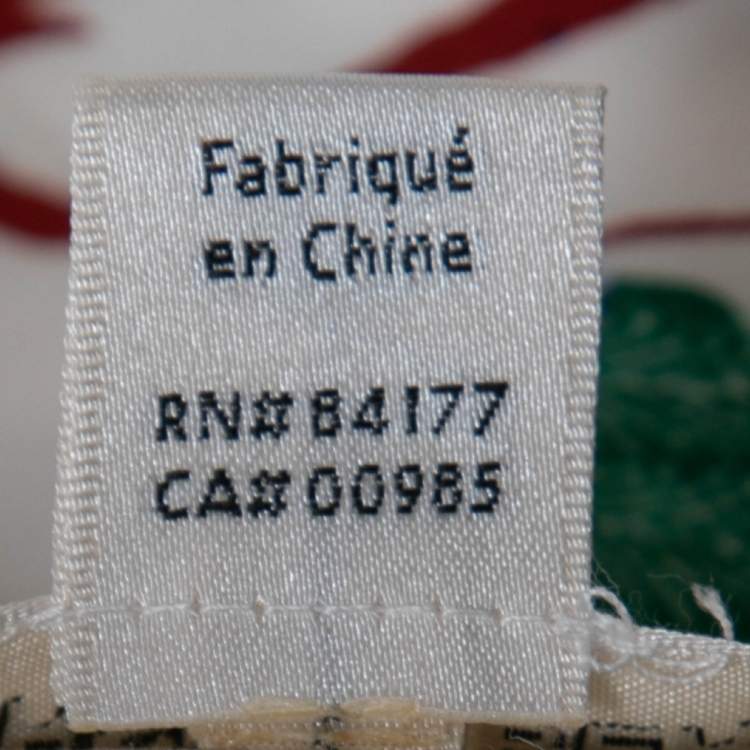 Fabriqué
en Chine
RN# 84177
CA# 00985